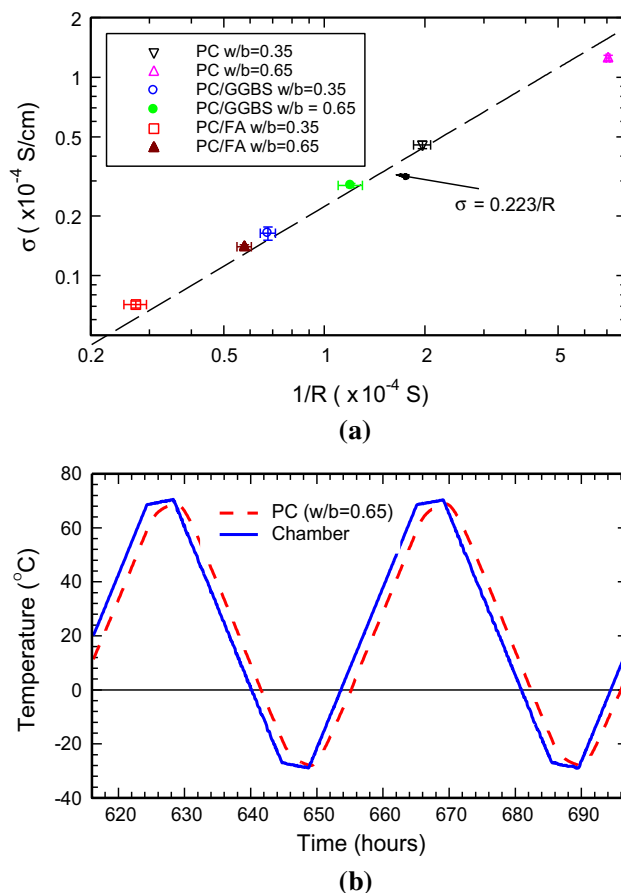 2
1
0.5
0.2
0.1
σ ( x10⁻⁴ S/cm)
PC w/b=0.35
PC w/b=0.65
PC/GGBS w/b=0.35
PC/GGBS w/b = 0.65
PC/FA w/b=0.35
PC/FA w/b=0.65
σ = 0.223/R
0.2 0.5 1 2 5
1/R ( x10⁻⁴ S)
(a)
80
60
40
20
0
-20
-40
Temperature (°C)
PC (w/b=0.65)
Chamber
620 630 640 650 660 670 680 690
Time (hours)
(b)